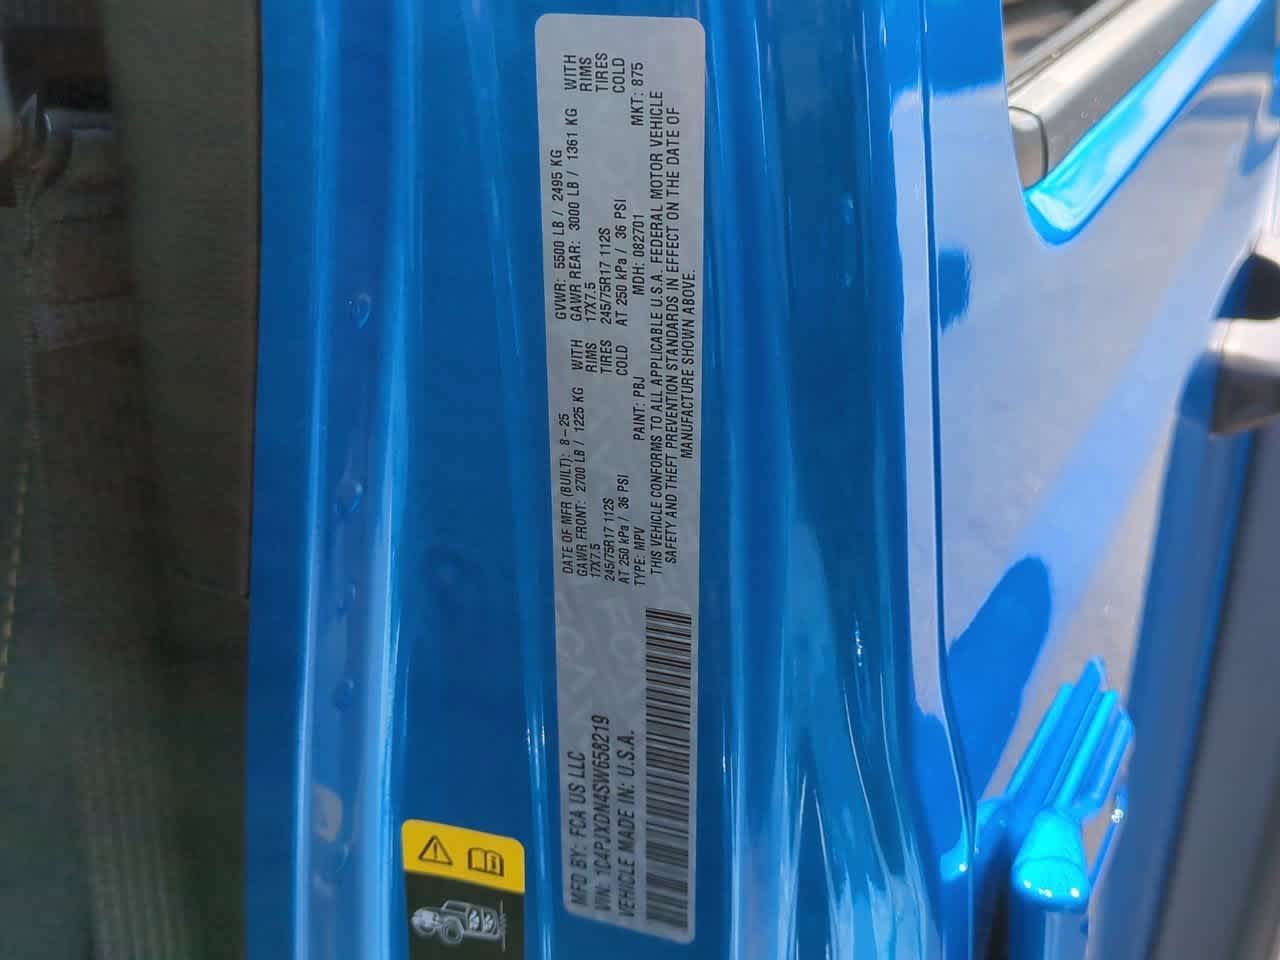 MFD BY: FCA US LLC
VIN: 1C4PJXDN4SW658219
VEHICLE MADE IN: U.S.A.
DATE OF MFR (BUILT): 8-25 GVWR: 5500 LB / 2495 KG
GAWR FRONT: 2700 LB / 1225 KG WITH GAWR REAR: 3000 LB / 1361 KG WITH
17X7.5 RIMS 17X7.5 RIMS
245/75R17 112S TIRES 245/75R17 112S TIRES
AT 250 kPa / 36 PSI COLD AT 250 kPa / 36 PSI COLD
TYPE: MPV PAINT: PBJ MDH: 082701 MKT: 875
THIS VEHICLE CONFORMS TO ALL APPLICABLE U.S.A. FEDERAL MOTOR VEHICLE
SAFETY AND THEFT PREVENTION STANDARDS IN EFFECT ON THE DATE OF
MANUFACTURE SHOWN ABOVE.